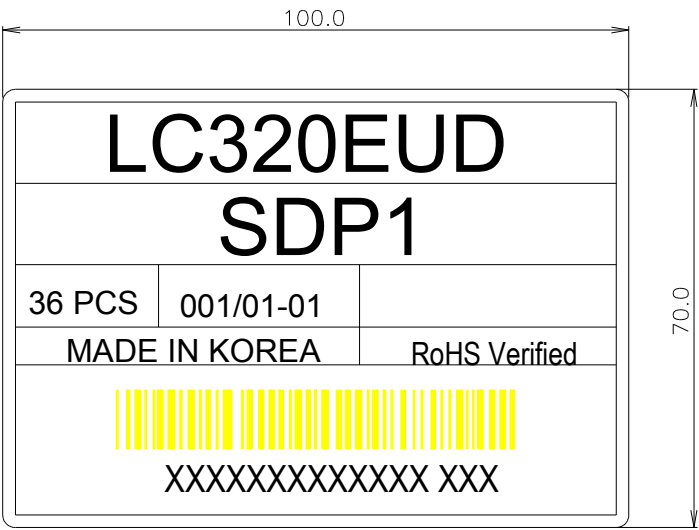 100.0
LC320EUD
SDP1
36 PCS 001/01-01
70.0
MADE IN KOREA RoHS Verified
XXXXXXXXXXXXX XXX